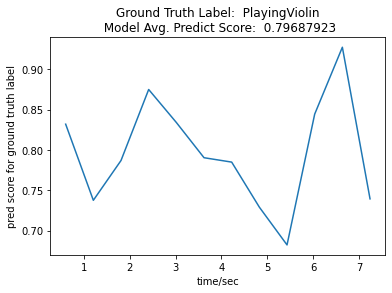 Ground Truth Label:  PlayingViolin
Model Avg. Predict Score:  0.79687923
pred score for ground truth label
0.90
0.85
0.80
0.75
0.70
1 2 3 4 5 6 7
time/sec